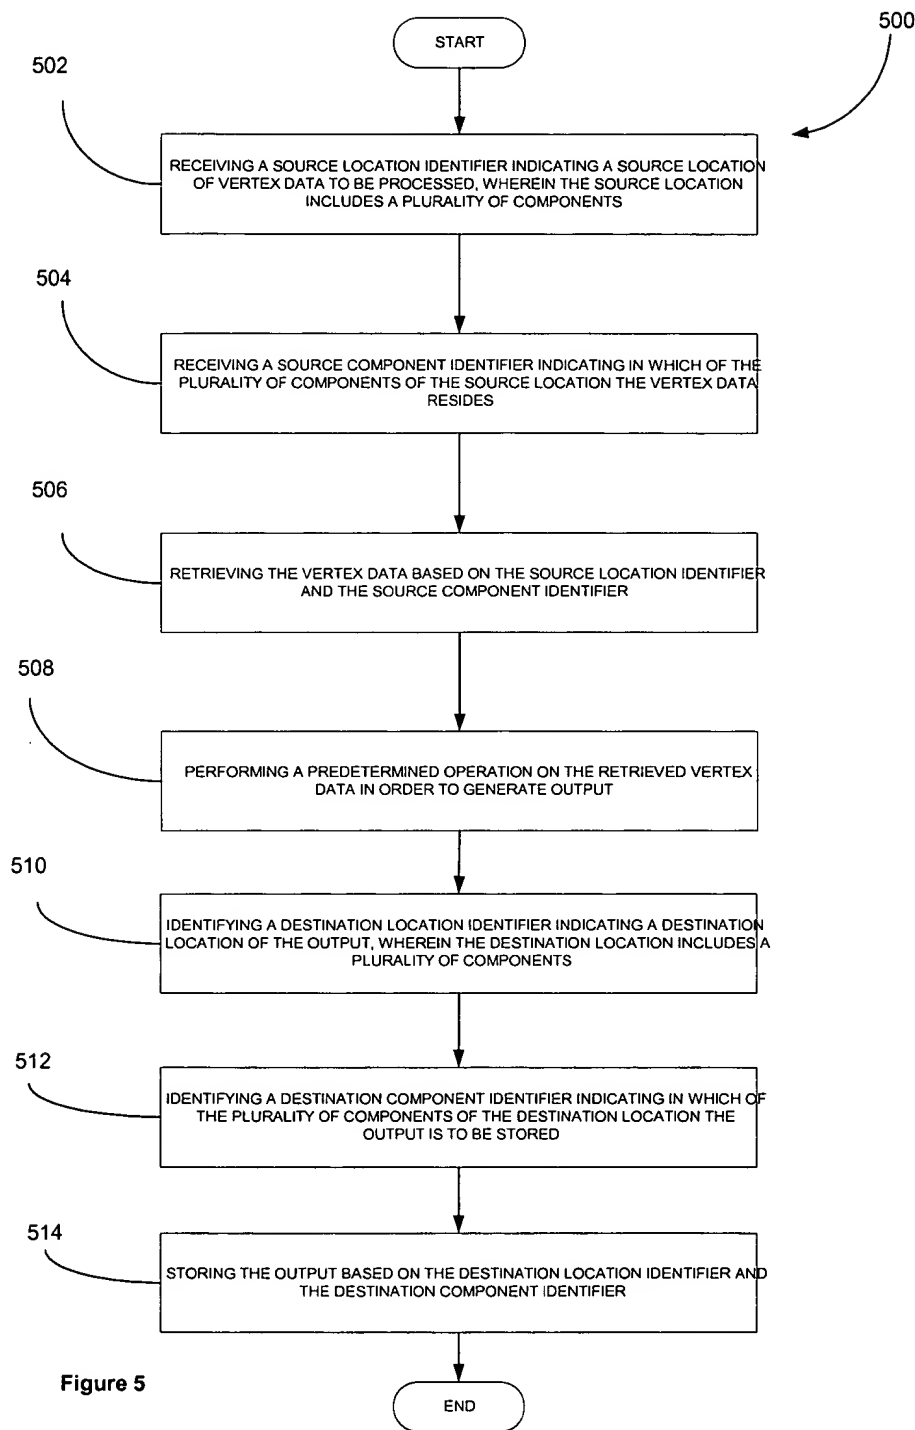 START
500
502
RECEIVING A SOURCE LOCATION IDENTIFIER INDICATING A SOURCE LOCATION
OF VERTEX DATA TO BE PROCESSED, WHEREIN THE SOURCE LOCATION
INCLUDES A PLURALITY OF COMPONENTS
504
RECEIVING A SOURCE COMPONENT IDENTIFIER INDICATING IN WHICH OF THE
PLURALITY OF COMPONENTS OF THE SOURCE LOCATION THE VERTEX DATA
RESIDES
506
RETRIEVING THE VERTEX DATA BASED ON THE SOURCE LOCATION IDENTIFIER
AND THE SOURCE COMPONENT IDENTIFIER
508
PERFORMING A PREDETERMINED OPERATION ON THE RETRIEVED VERTEX
DATA IN ORDER TO GENERATE OUTPUT
510
IDENTIFYING A DESTINATION LOCATION IDENTIFIER INDICATING A DESTINATION
LOCATION OF THE OUTPUT, WHEREIN THE DESTINATION LOCATION INCLUDES A
PLURALITY OF COMPONENTS
512
IDENTIFYING A DESTINATION COMPONENT IDENTIFIER INDICATING IN WHICH OF
THE PLURALITY OF COMPONENTS OF THE DESTINATION LOCATION THE
OUTPUT IS TO BE STORED
514
STORING THE OUTPUT BASED ON THE DESTINATION LOCATION IDENTIFIER AND
THE DESTINATION COMPONENT IDENTIFIER
Figure 5
END